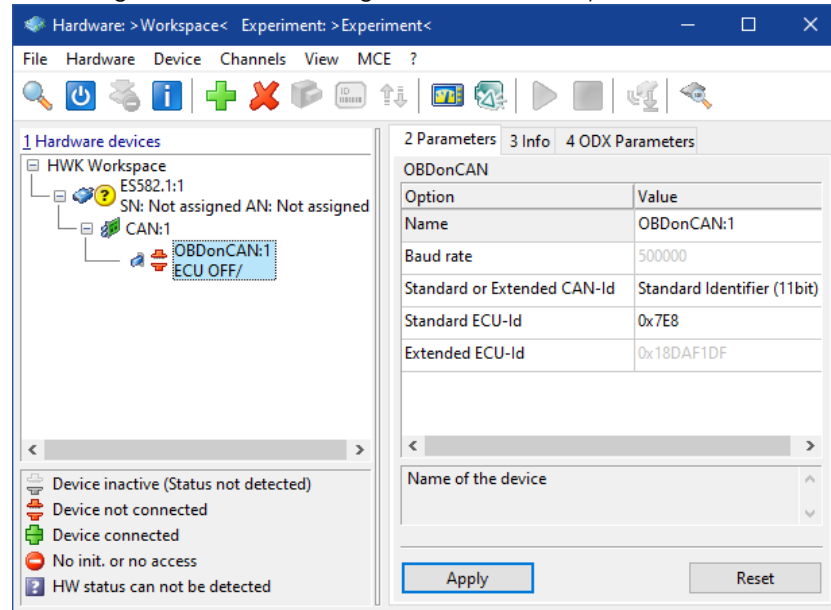 Hardware: >Workspace< Experiment: >Experiment<
File Hardware Device Channels View MCE ?
1 Hardware devices
HWK Workspace
ES582.1:1
SN: Not assigned AN: Not assigned
CAN:1
OBDonCAN:1
ECU OFF/
Device inactive (Status not detected)
Device not connected
Device connected
No init. or no access
HW status can not be detected
2 Parameters 3 Info 4 ODX Parameters
OBDonCAN
Option Value
Name OBDonCAN:1
Baud rate 500000
Standard or Extended CAN-Id Standard Identifier (11bit)
Standard ECU-Id 0x7E8
Extended ECU-Id 0x18DAF1DF
Name of the device
Apply Reset